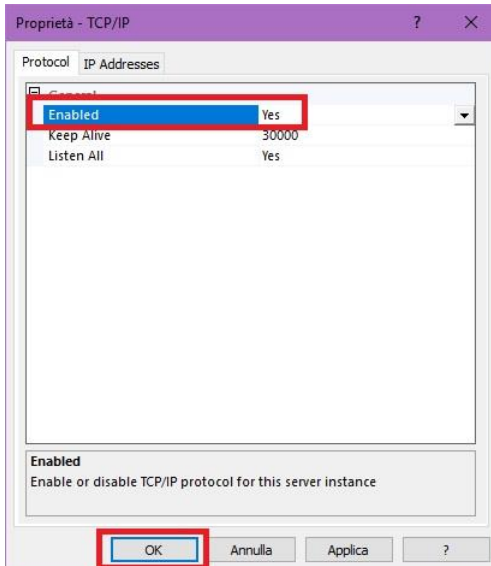 Proprietà - TCP/IP ? ×
Protocol IP Addresses
General
Enabled Yes
Keep Alive 30000
Listen All Yes
Enabled
Enable or disable TCP/IP protocol for this server instance
OK Annulla Applica ?